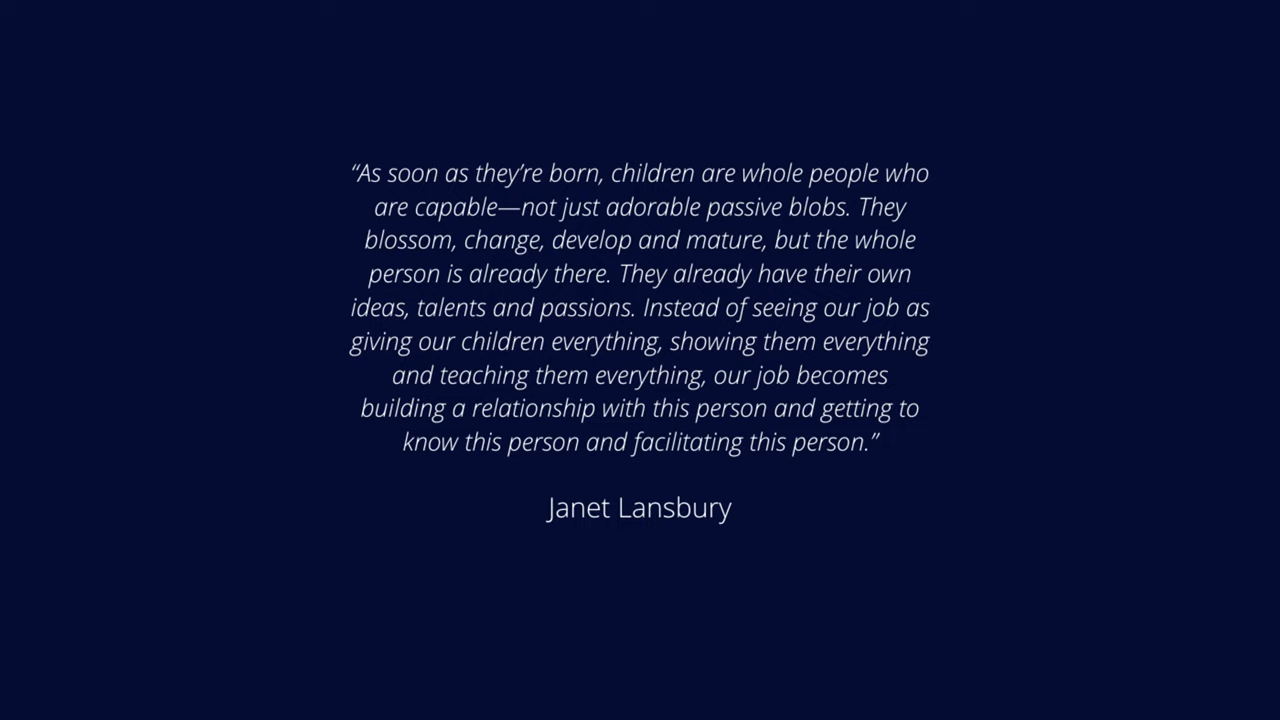 “As soon as they’re born, children are whole people who
are capable—not just adorable passive blobs. They
blossom, change, develop and mature, but the whole
person is already there. They already have their own
ideas, talents and passions. Instead of seeing our job as
giving our children everything, showing them everything
and teaching them everything, our job becomes
building a relationship with this person and getting to
know this person and facilitating this person.”
Janet Lansbury